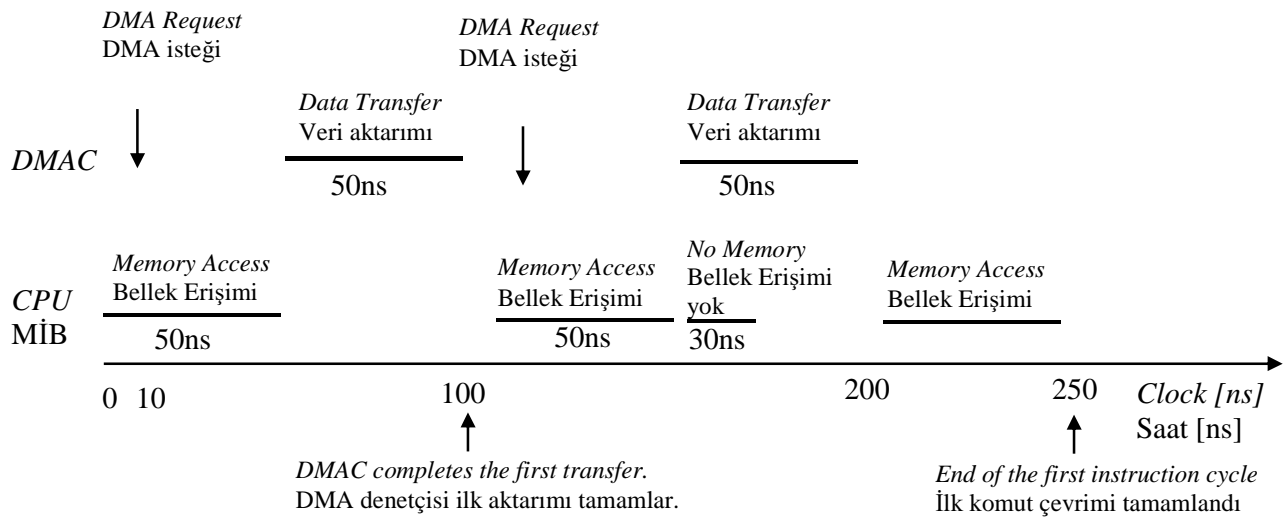 DMA Request
DMA isteği
DMA Request
DMA isteği
Data Transfer
Veri aktarımı
Data Transfer
Veri aktarımı
DMAC
50ns
50ns
Memory Access
Bellek Erişimi
Memory Access
Bellek Erişimi
No Memory
Bellek Erişimi
yok
Memory Access
Bellek Erişimi
CPU
MİB
50ns
50ns
30ns
0 10 100 200 250 Clock [ns]
Saat [ns]
DMAC completes the first transfer.
DMA denetçisi ilk aktarımı tamamlar.
End of the first instruction cycle
İlk komut çevrimi tamamlandı